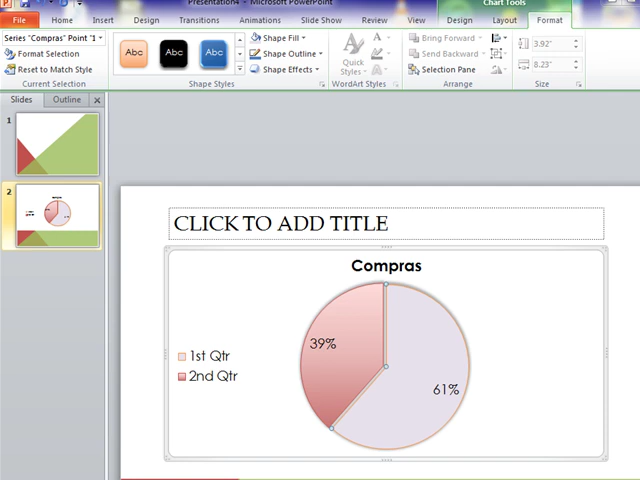 Presentation4 - Microsoft PowerPoint
Chart Tools
File Home Insert Design Transitions Animations Slide Show Review View Design Layout Format
Series "Compras" Point "1
Format Selection
Reset to Match Style
Current Selection
Abc Abc Abc
Shape Fill
Shape Outline
Shape Effects
Shape Styles
Quick
Styles
A
A
A
A
WordArt Styles
Bring Forward
Send Backward
Selection Pane
Arrange
3.92"
8.23"
Size
Slides Outline
1
2
CLICK TO ADD TITLE
Compras
39%
1st Qtr
2nd Qtr
61%